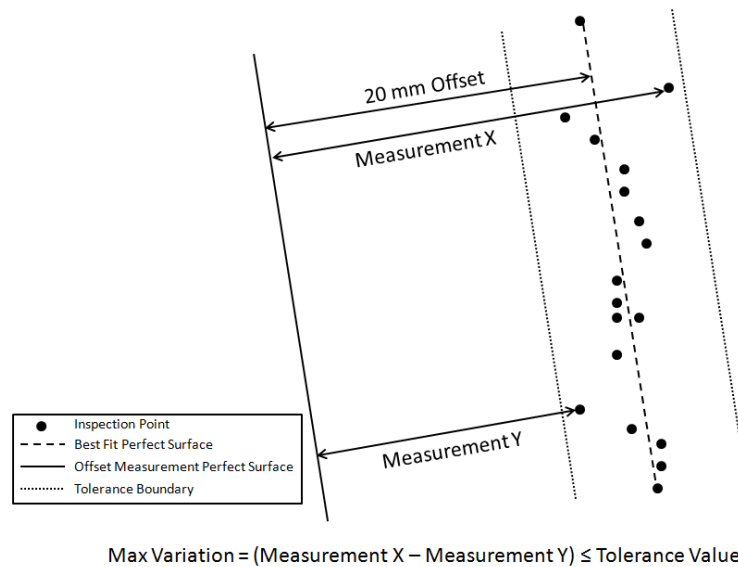 20 mm Offset
Measurement X
Measurement Y
Inspection Point
Best Fit Perfect Surface
Offset Measurement Perfect Surface
Tolerance Boundary
Max Variation = (Measurement X – Measurement Y) ≤ Tolerance Value